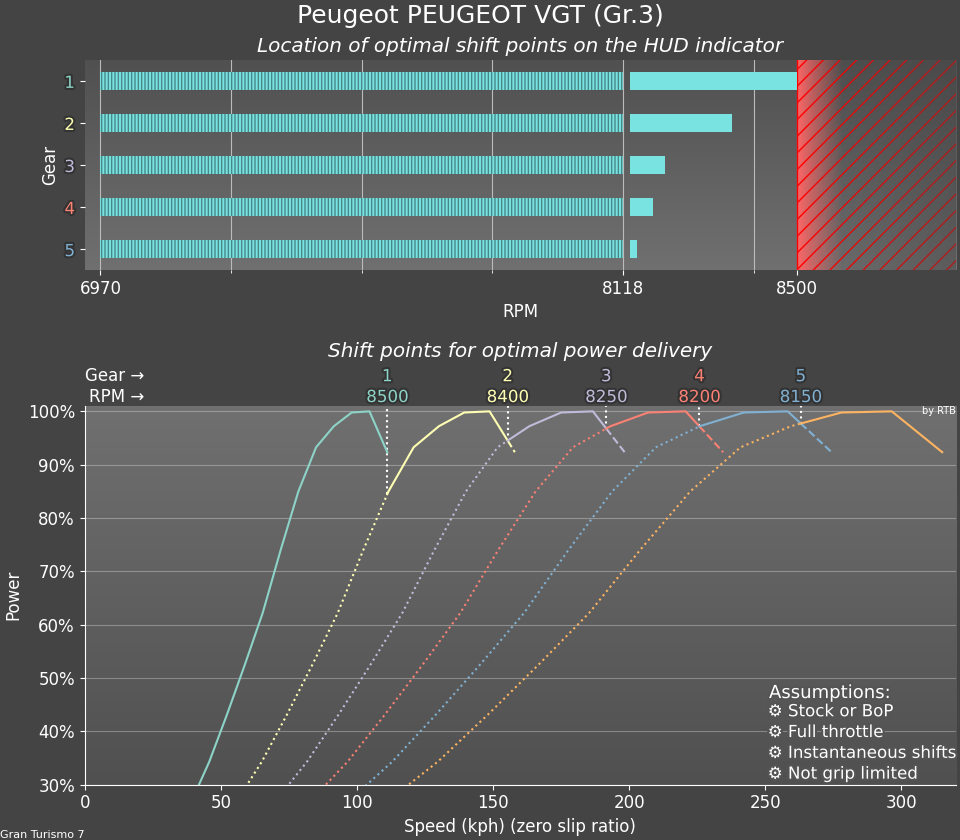 Peugeot PEUGEOT VGT (Gr.3)
Location of optimal shift points on the HUD indicator
Gear
1
2
3
4
5
6970 8118 8500
RPM
Shift points for optimal power delivery
Gear → 1 2 3 4 5
RPM → 8500 8400 8250 8200 8150
by RTB
Power
100%
90%
80%
70%
60%
50%
40%
30%
Assumptions:
⚙ Stock or BoP
⚙ Full throttle
⚙ Instantaneous shifts
⚙ Not grip limited
0 50 100 150 200 250 300
Speed (kph) (zero slip ratio)
Gran Turismo 7